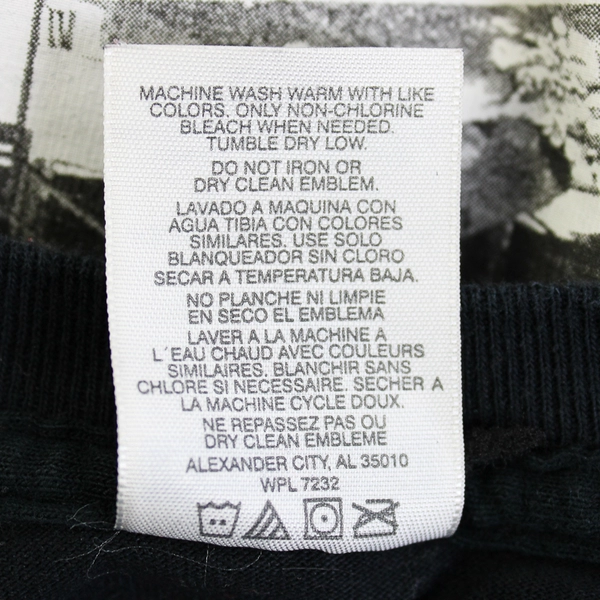 MACHINE WASH WARM WITH LIKE
COLORS. ONLY NON-CHLORINE
BLEACH WHEN NEEDED.
TUMBLE DRY LOW.
DO NOT IRON OR
DRY CLEAN EMBLEM.
LAVADO A MAQUINA CON
AGUA TIBIA CON COLORES
SIMILARES. USE SOLO
BLANQUEADOR SIN CLORO
SECAR A TEMPERATURA BAJA.
NO PLANCHE NI LIMPIE
EN SECO EL EMBLEMA
LAVER A LA MACHINE A
L´EAU CHAUD AVEC COULEURS
SIMILAIRES. BLANCHIR SANS
CHLORE SI NECESSAIRE. SECHER A
LA MACHINE CYCLE DOUX.
NE REPASSEZ PAS OU
DRY CLEAN EMBLEME
ALEXANDER CITY, AL 35010
WPL 7232